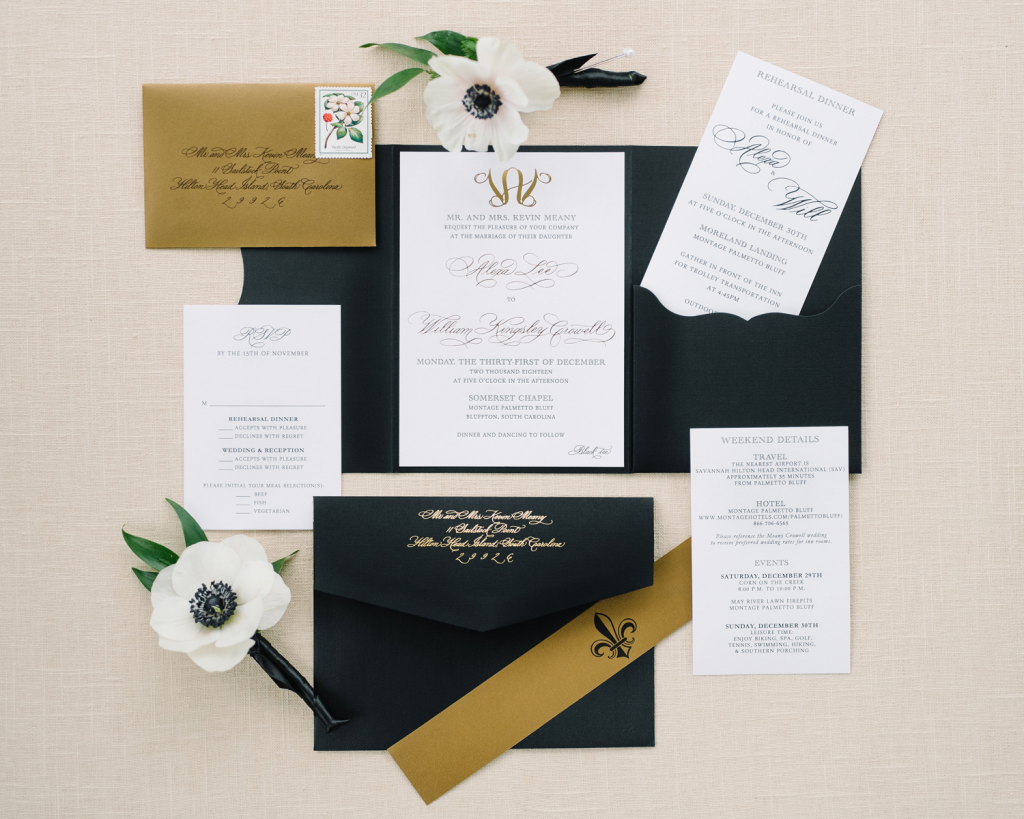 Mr. and Mrs. Kevin Meany
11 Sailstock Point
Hilton Head Island, South Carolina
29926
MR. AND MRS. KEVIN MEANY
REQUEST THE PLEASURE OF YOUR COMPANY
AT THE MARRIAGE OF THEIR DAUGHTER
Alexa Lee
TO
William Kingsley Crowell
MONDAY, THE THIRTY-FIRST OF DECEMBER
TWO THOUSAND EIGHTEEN
AT FIVE O'CLOCK IN THE AFTERNOON
SOMERSET CHAPEL
MONTAGE PALMETTO BLUFF
BLUFFTON, SOUTH CAROLINA
DINNER AND DANCING TO FOLLOW
Black tie
REHEARSAL DINNER
PLEASE JOIN US
FOR A REHEARSAL DINNER
IN HONOR OF
Alexa
&
Will
SUNDAY, DECEMBER 30TH
AT FIVE O'CLOCK IN THE AFTERNOON
MORELAND LANDING
MONTAGE PALMETTO BLUFF
GATHER IN FRONT OF THE INN
FOR TROLLEY TRANSPORTATION
AT 4:45PM
RSVP
BY THE 15TH OF NOVEMBER
M
REHEARSAL DINNER
ACCEPTS WITH PLEASURE
DECLINES WITH REGRET
WEDDING & RECEPTION
ACCEPTS WITH PLEASURE
DECLINES WITH REGRET
PLEASE INITIAL YOUR MEAL SELECTION(S)
BEEF
FISH
VEGETARIAN
Mr. and Mrs. Kevin Meany
11 Sailstock Point
Hilton Head Island, South Carolina
29926
WEEKEND DETAILS
TRAVEL
THE NEAREST AIRPORT IS
SAVANNAH HILTON HEAD INTERNATIONAL (SAV)
APPROXIMATELY 35 MINUTES
FROM PALMETTO BLUFF
HOTEL
MONTAGE PALMETTO BLUFF
WWW.MONTAGEHOTELS.COM/PALMETTOBLUFF/
866-706-6565
Please reference the Meany Crowell wedding
to receive preferred wedding rates for inn rooms.
EVENTS
SATURDAY, DECEMBER 29TH
CORN ON THE CREEK
8:00 P.M. TO 10:00 P.M.
MAY RIVER LAWN FIREPITS
MONTAGE PALMETTO BLUFF
SUNDAY, DECEMBER 30TH
LEISURE TIME:
ENJOY BIKING, SPA, GOLF,
TENNIS, SWIMMING, HIKING,
& SOUTHERN PORCHING